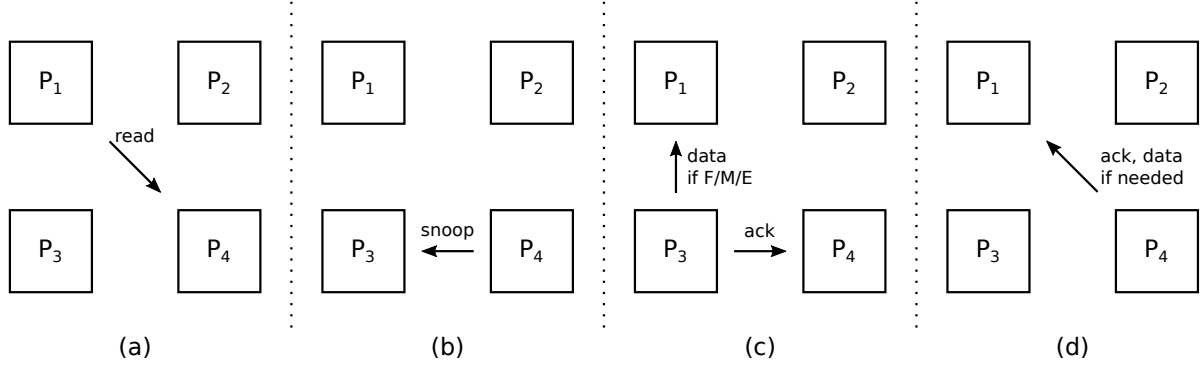 P1
P2
read
P3
P4
(a)
P1
P2
snoop
P3
P4
(b)
P1
P2
data
if F/M/E
P3
ack
P4
(c)
P1
P2
ack, data
if needed
P3
P4
(d)